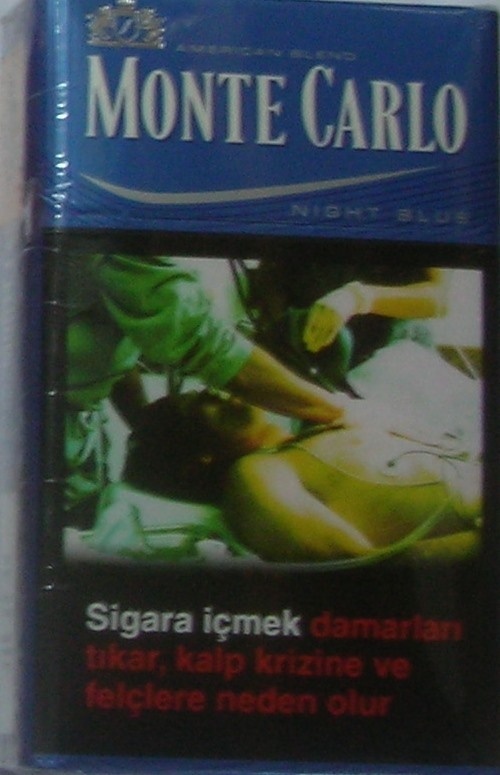 AMERICAN BLEND
MONTE CARLO
NIGHT BLUE
Sigara içmek damarları
tıkar, kalp krizine ve
felçlere neden olur